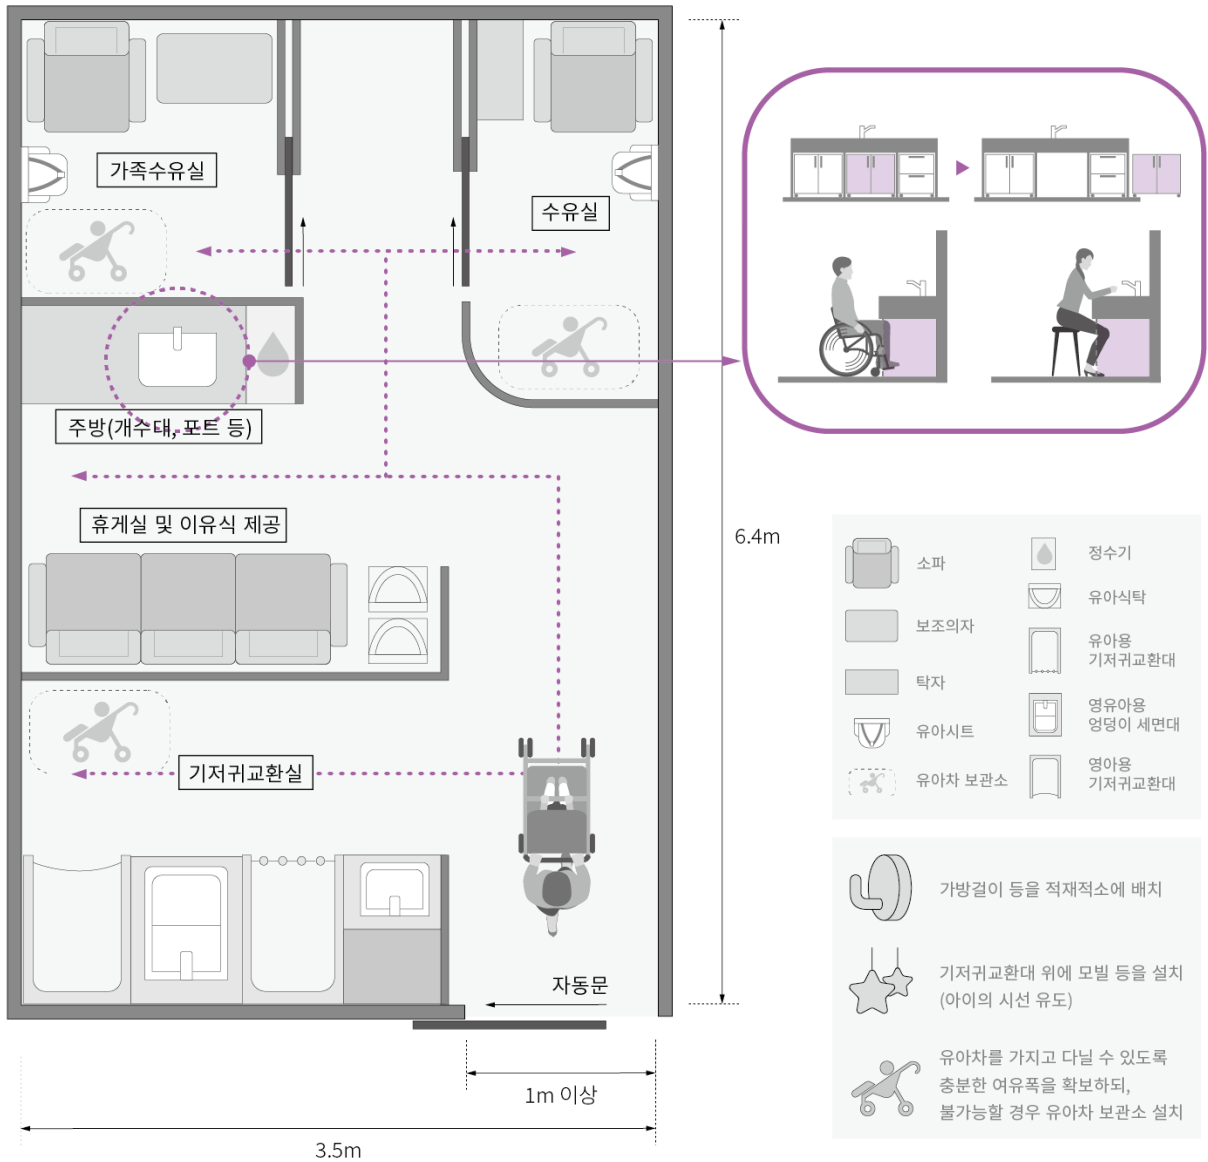 가족수유실
수유실
주방(개수대, 포트 등)
휴게실 및 이유식 제공
기저귀교환실
자동문
1m 이상
3.5m
6.4m
소파
보조의자
탁자
유아시트
유아차 보관소
정수기
유아식탁
유아용
기저귀교환대
영유아용
엉덩이 세면대
영아용
기저귀교환대
가방걸이 등을 적재적소에 배치
기저귀교환대 위에 모빌 등을 설치
(아이의 시선 유도)
유아차를 가지고 다닐 수 있도록
충분한 여유폭을 확보하되,
불가능할 경우 유아차 보관소 설치